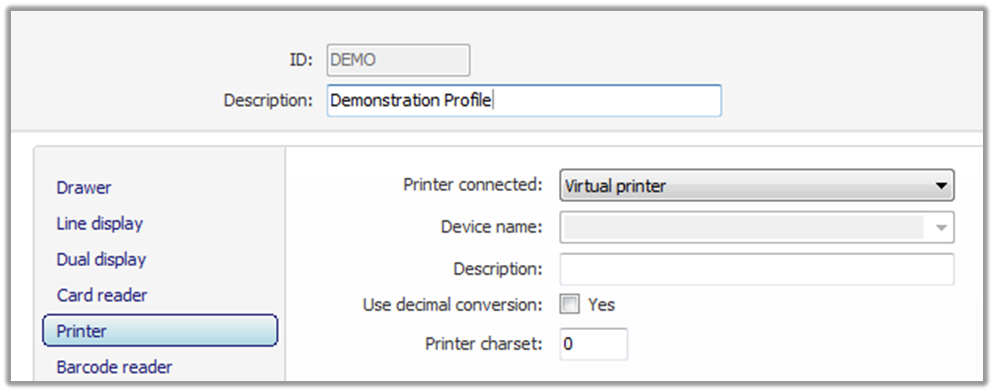 ID: DEMO
Description: Demonstration Profile
Drawer
Line display
Dual display
Card reader
Printer
Barcode reader
Printer connected: Virtual printer
Device name:
Description:
Use decimal conversion: Yes
Printer charset: 0